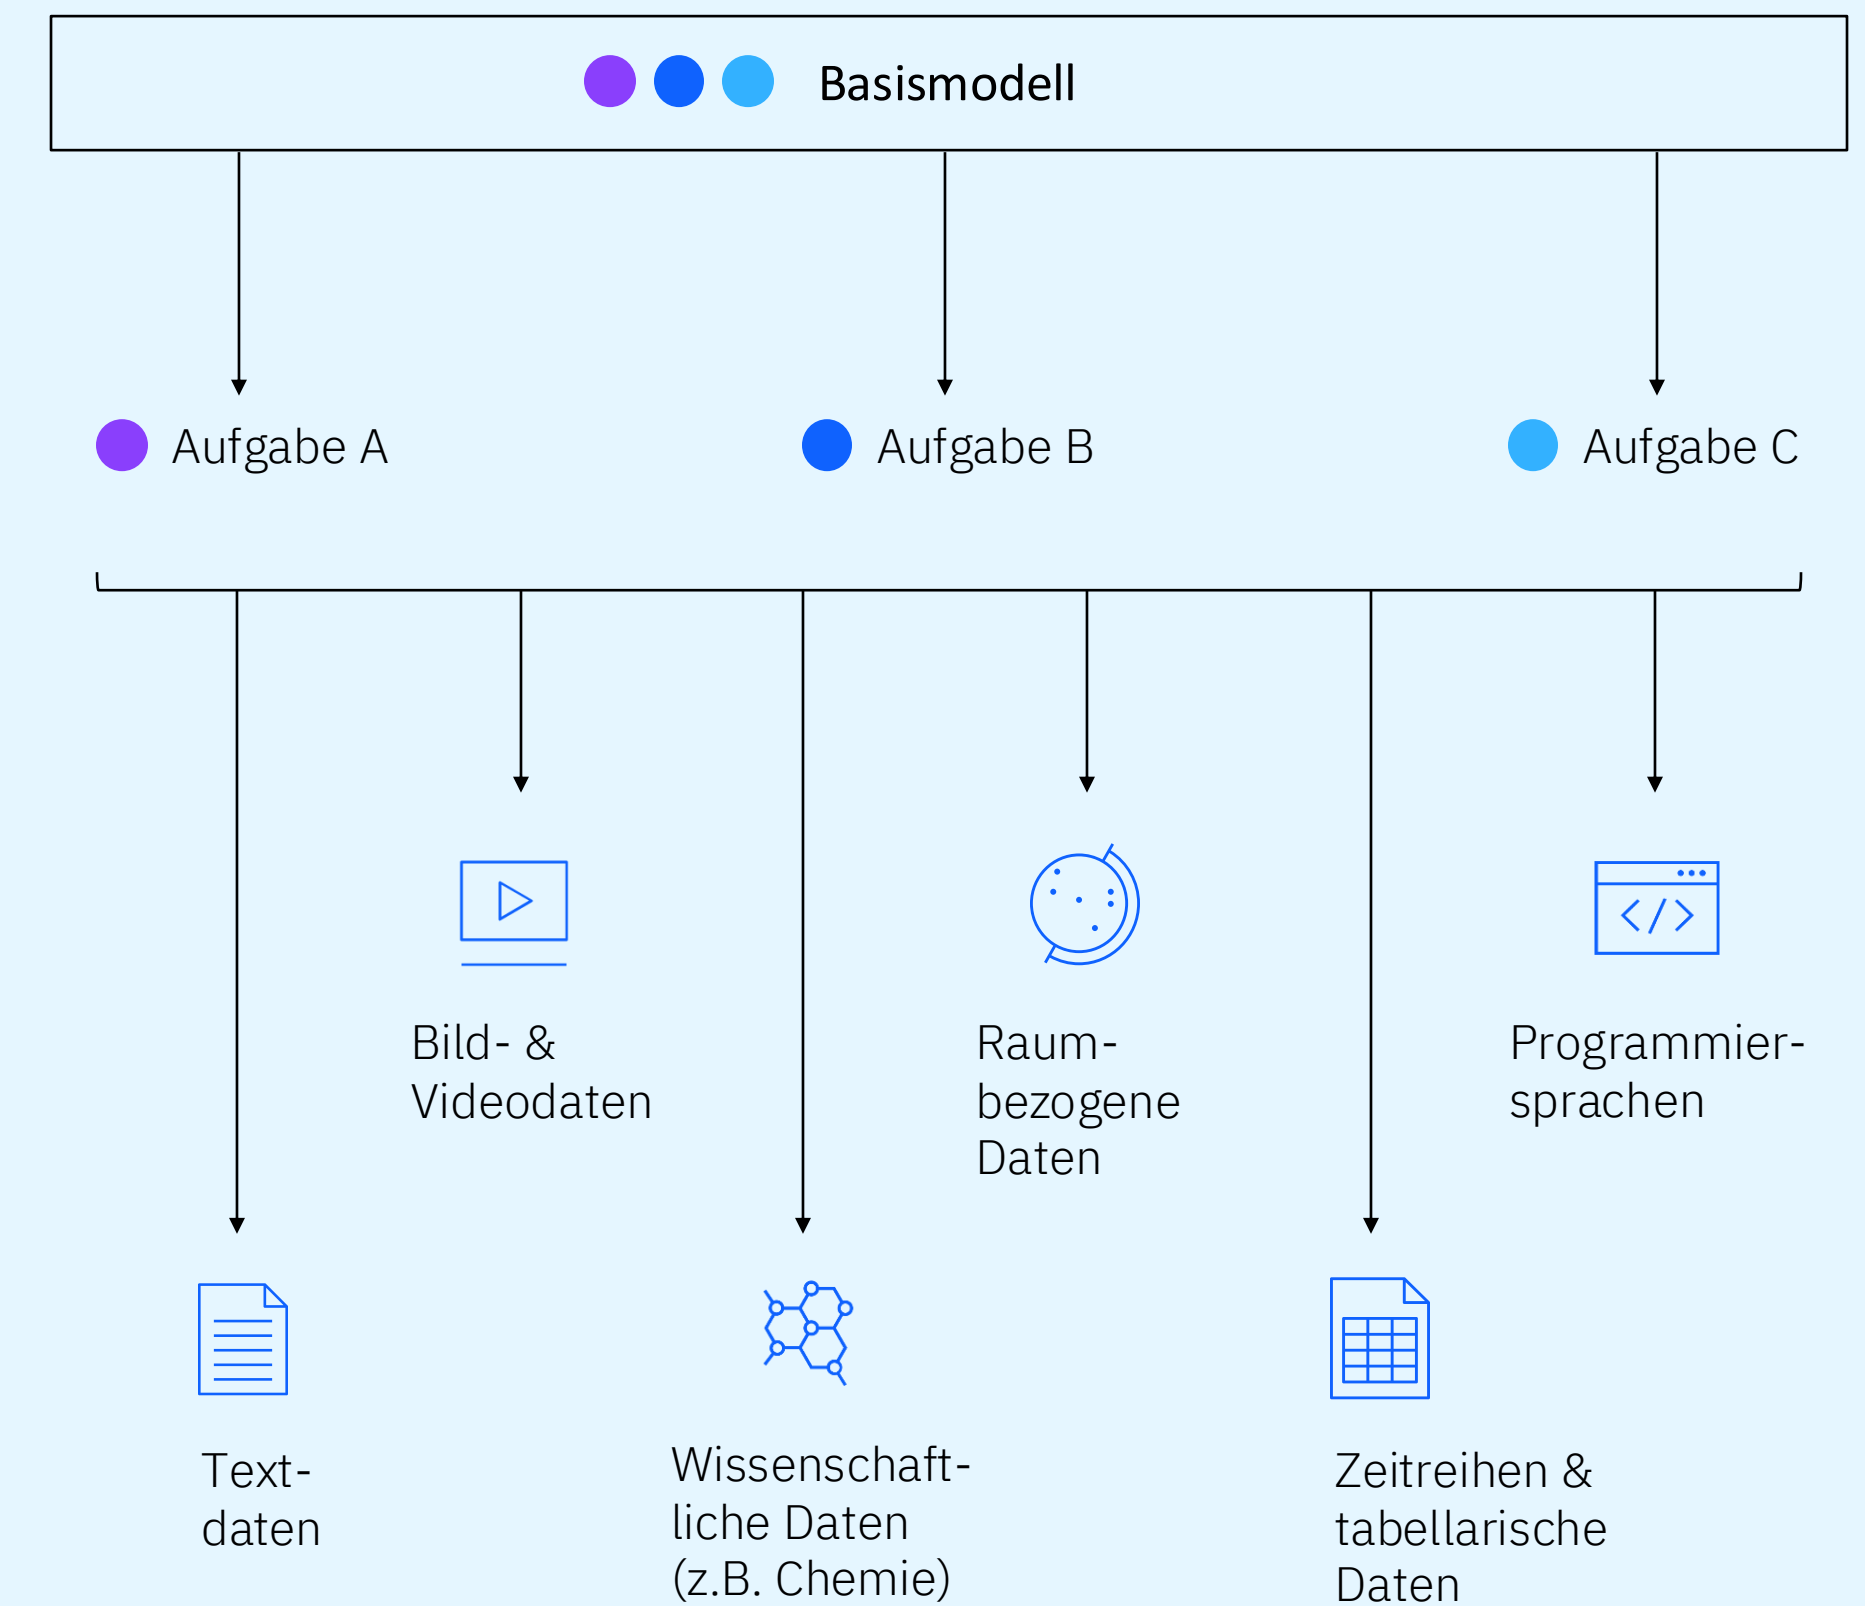 Basismodell
Aufgabe A
Aufgabe B
Aufgabe C
Bild- &
Videodaten
Raum-
bezogene
Daten
Programmier-
sprachen
Text-
daten
Wissenschaft-
liche Daten
(z.B. Chemie)
Zeitreihen &
tabellarische
Daten